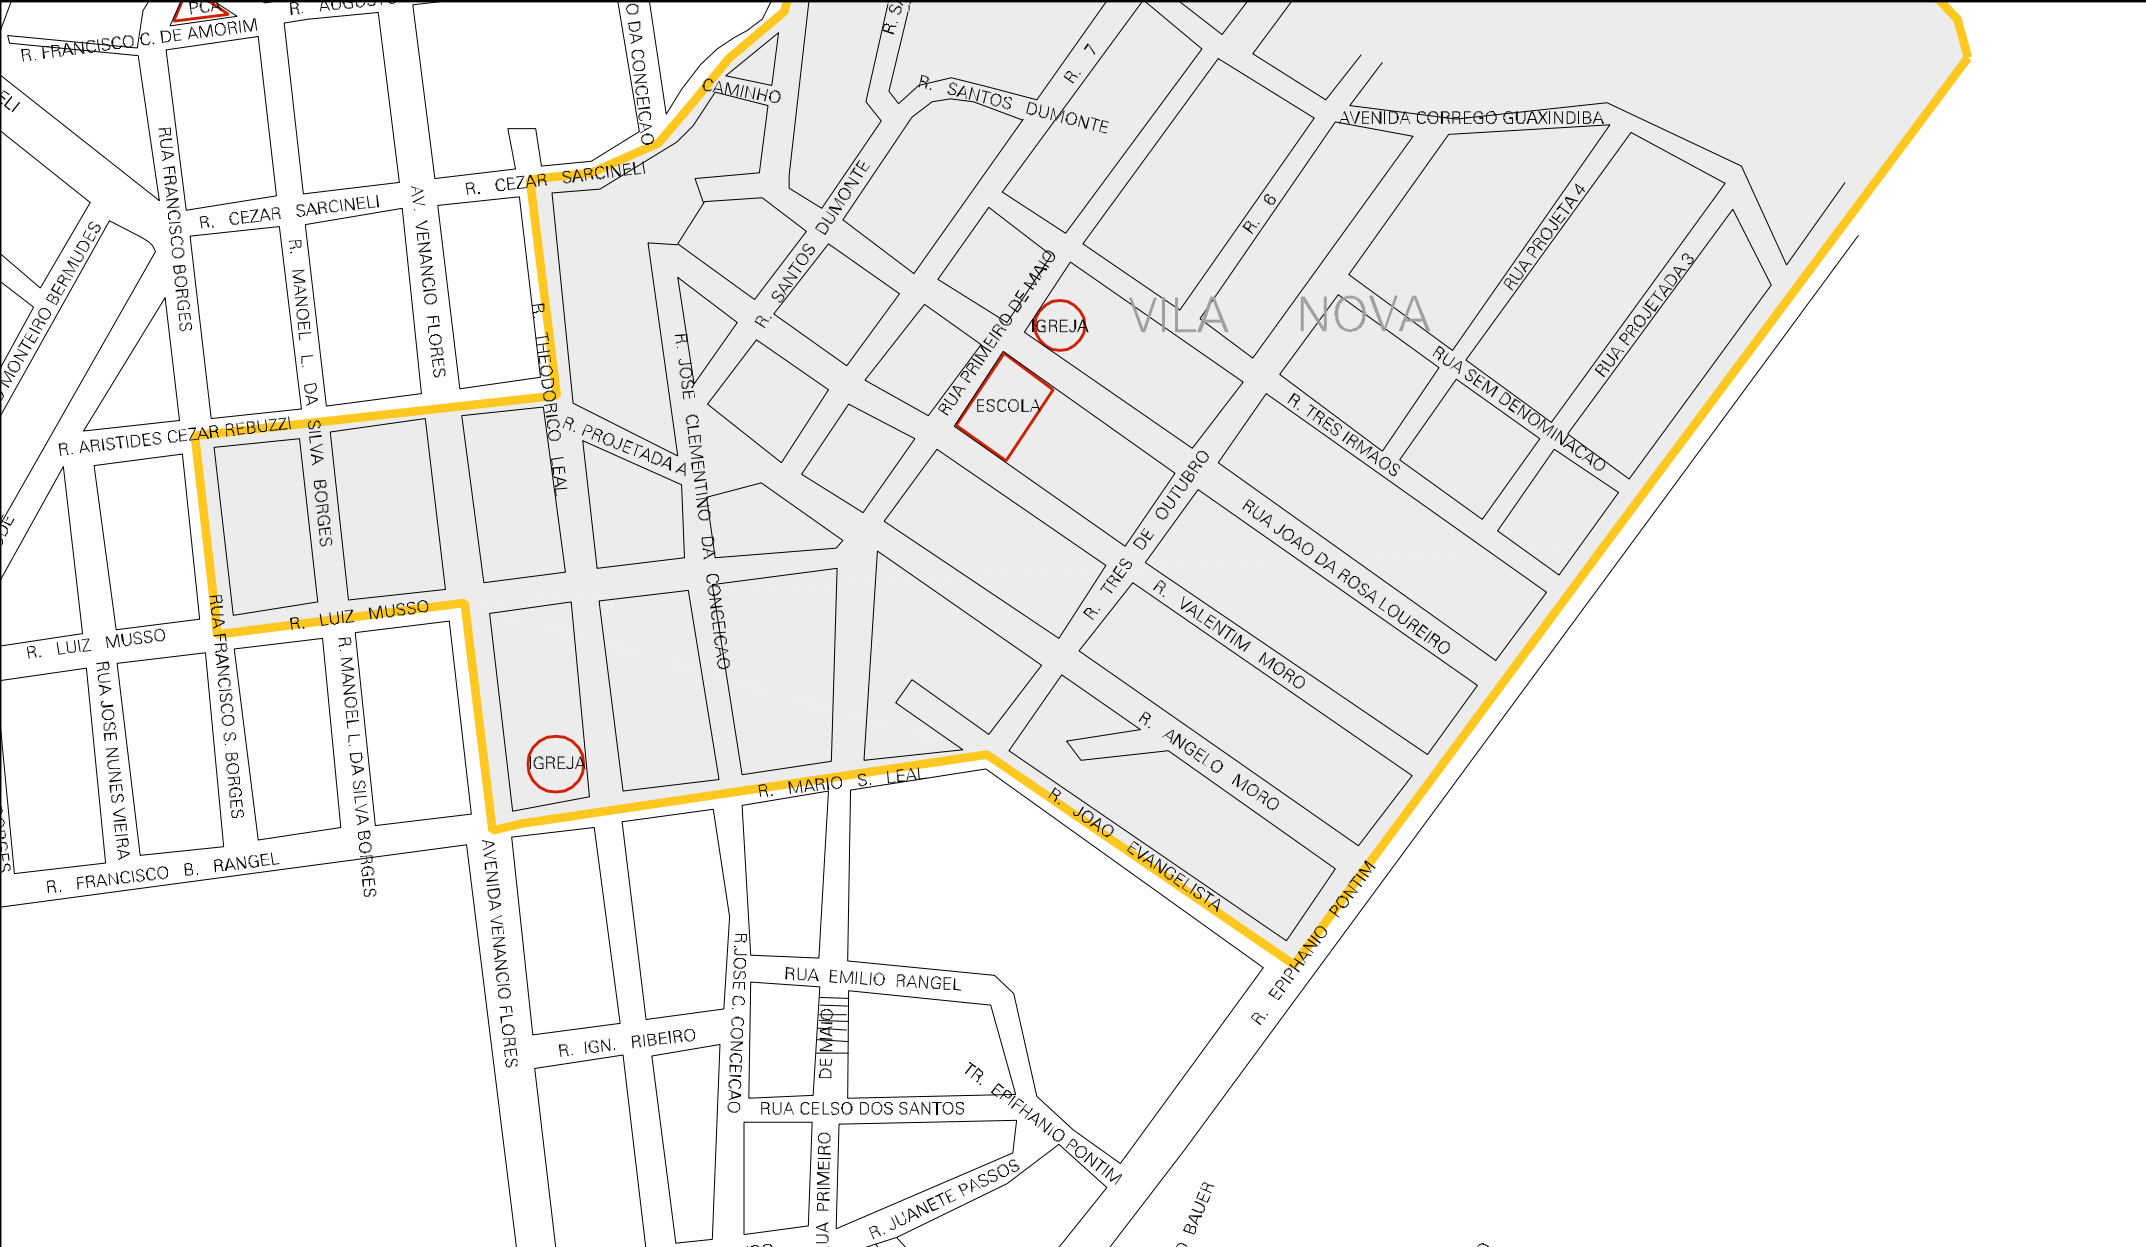 PCA
R. AUGUSTO
R. FRANCISCO C. DE AMORIM
O DA CONCEICAO
CAMINHO
R. SANTOS DUMONTE
R. 7
AVENIDA CORREGO GUAXINDIBA
ELI
RUA FRANCISCO BORGES
R. CEZAR SARCINELI
R. CEZAR SARCINELI
AV. VENANCIO FLORES
R. MANOEL L. DA SILVA BORGES
MONTEIRO BERMUDES
R. SANTOS DUMONTE
R. 6
RUA PROJETA 4
RUA PROJETADA 3
RUA PRIMEIRO DE MAIO
IGREJA
VILA NOVA
R. THEODORICO LEAL
R. JOSE CLEMENTINO DA CONCEICAO
ESCOLA
RUA SEM DENOMINACAO
R. TRES IRMAOS
R. ARISTIDES CEZAR REBUZZI
R. PROJETADA A
R. TRES DE OUTUBRO
RUA JOAO DA ROSA LOUREIRO
R. VALENTIM MORO
R. LUIZ MUSSO
R. LUIZ MUSSO
RUA FRANCISCO S. BORGES
R. MANOEL L. DA SILVA BORGES
RUA JOSE NUNES VIEIRA
R. ANGELO MORO
IGREJA
R. MARIO S. LEAL
R. JOAO EVANGELISTA
R. EPIPHANIO PONTIM
R. FRANCISCO B. RANGEL
AVENIDA VENANCIO FLORES
R.JOSE C. CONCEICAO
RUA EMILIO RANGEL
R. IGN. RIBEIRO
DE MAIO
TR. EPIFHANIO PONTIM
RUA CELSO DOS SANTOS
UA PRIMEIRO
R. JUANETE PASSOS
O BAUER